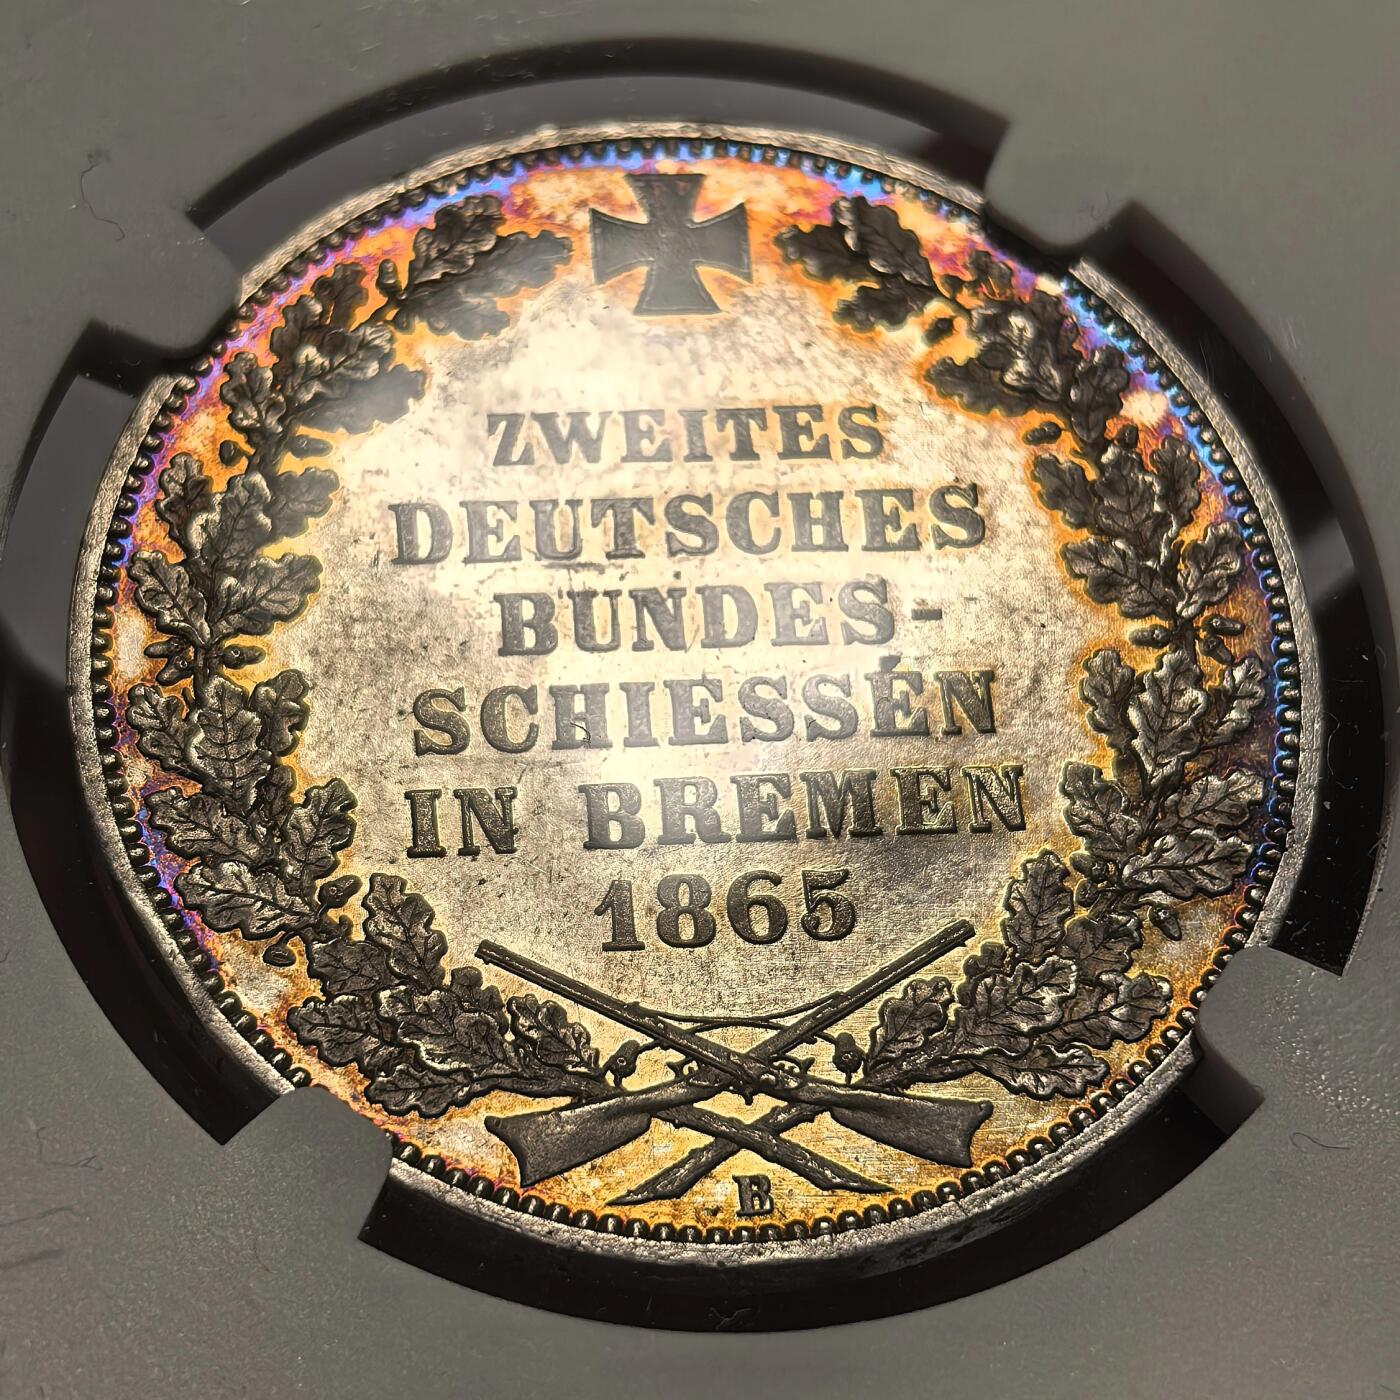 ZWEITES
DEUTSCHES
BUNDES-
SCHIESSEN
IN BREMEN
1865
B